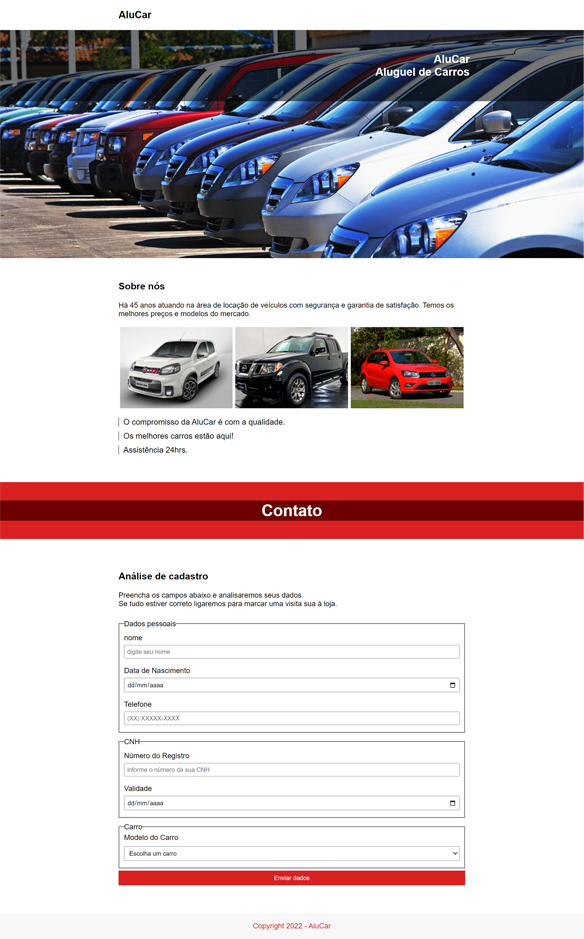 AluCar
AluCar
Aluguel de Carros
Sobre nós
Há 45 anos atuando na área de locação de veículos com segurança e garantia de satisfação. Temos os
melhores preços e modelos do mercado.
O compromisso da AluCar é com a qualidade.
Os melhores carros estão aqui!
Assistência 24hrs.
Contato
Análise de cadastro
Preencha os campos abaixo e analisaremos seus dados.
Se tudo estiver correto ligaremos para marcar uma visita sua à loja.
Dados pessoais
nome
digite seu nome
Data de Nascimento
dd/mm/aaaa
Telefone
(XX) XXXXX-XXXX
CNH
Número do Registro
informe o número da sua CNH
Validade
dd/mm/aaaa
Carro
Modelo do Carro
Escolha um carro
Enviar dados
Copyright 2022 - AluCar